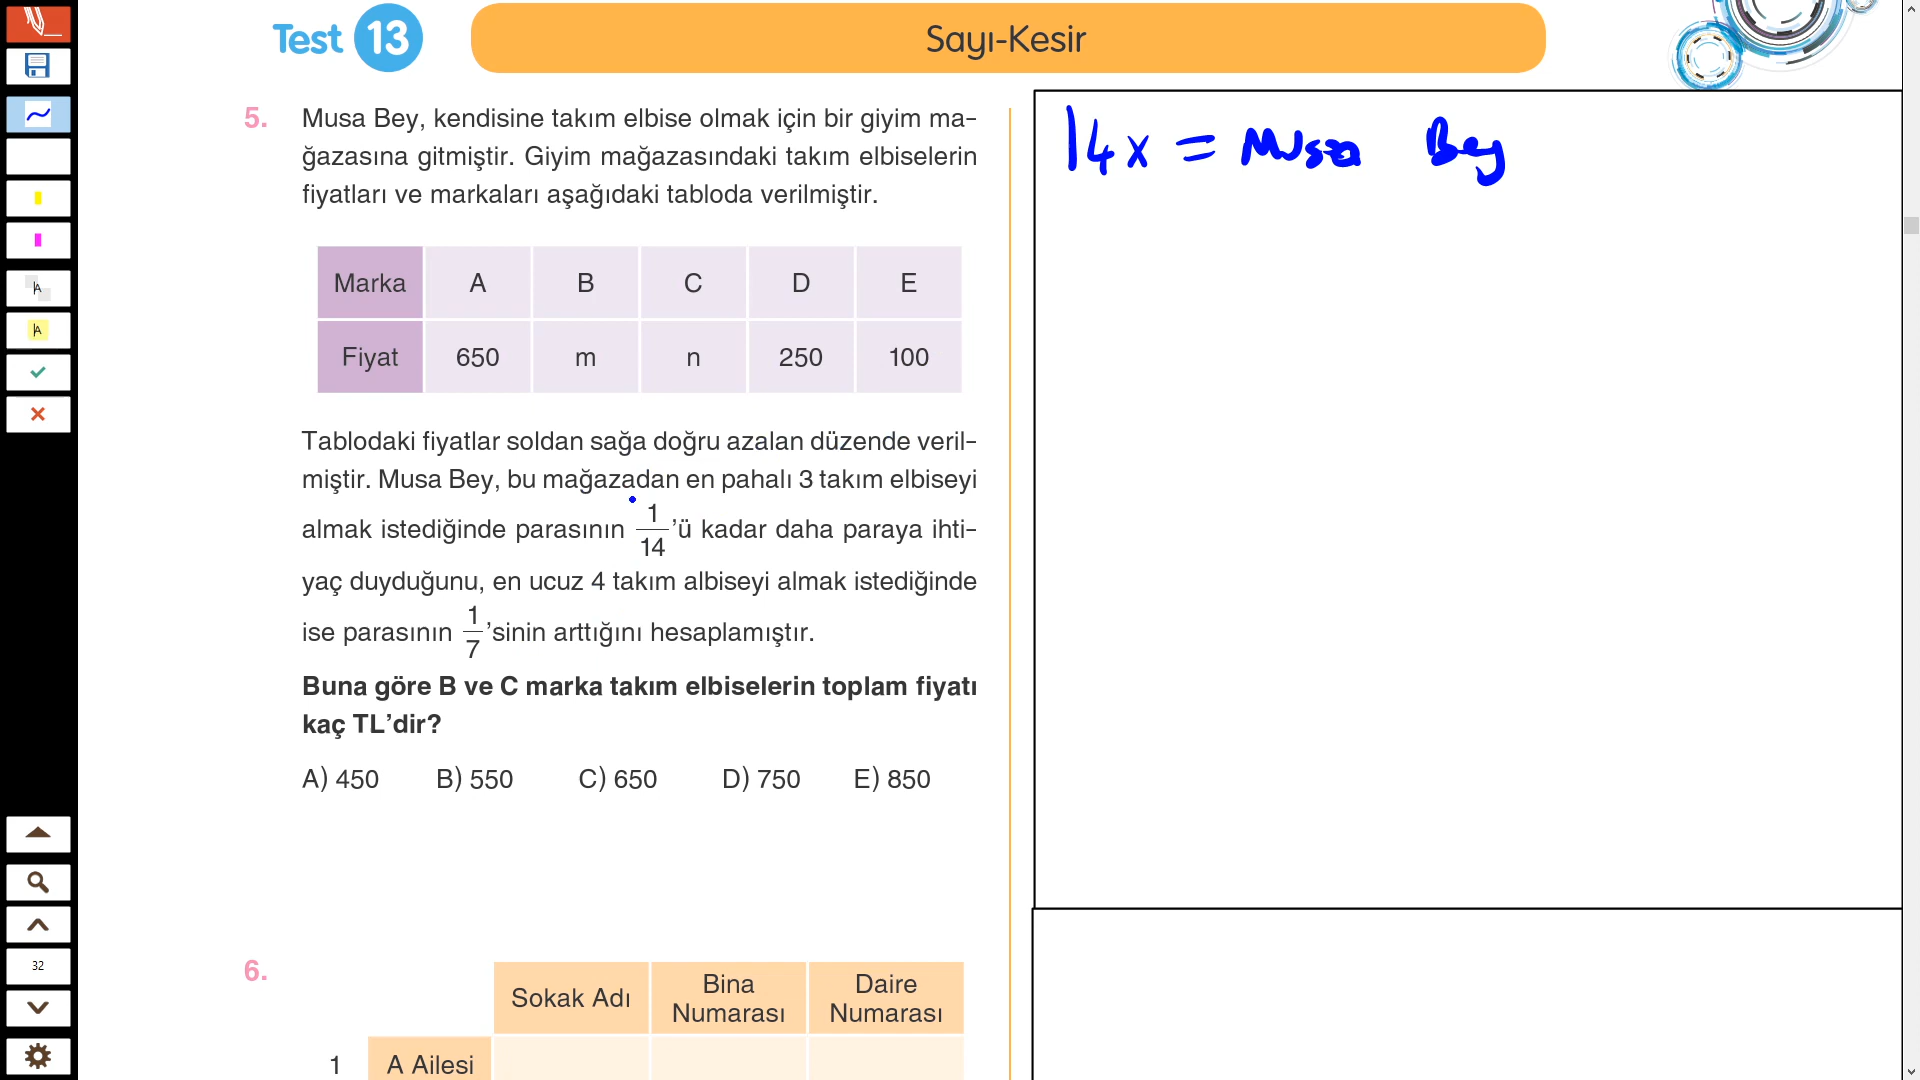 Test 13
Sayı-Kesir
5.
Musa Bey, kendisine takım elbise olmak için bir giyim ma-
ğazasına gitmiştir. Giyim mağazasındaki takım elbiselerin
fiyatları ve markaları aşağıdaki tabloda verilmiştir.
Marka A B C D E
Fiyat 650 m n 250 100
Tablodaki fiyatlar soldan sağa doğru azalan düzende veril-
miştir. Musa Bey, bu mağazadan en pahalı 3 takım elbiseyi
almak istediğinde parasının 1/14'ü kadar daha paraya ihti-
yaç duyduğunu, en ucuz 4 takım albiseyi almak istediğinde
ise parasının 1/7'sinin arttığını hesaplamıştır.
Buna göre B ve C marka takım elbiselerin toplam fiyatı
kaç TL'dir?
A) 450 B) 550 C) 650 D) 750 E) 850
14x = Musa Bey
6.
Sokak Adı Bina Numarası Daire Numarası
1 A Ailesi
A
A
32